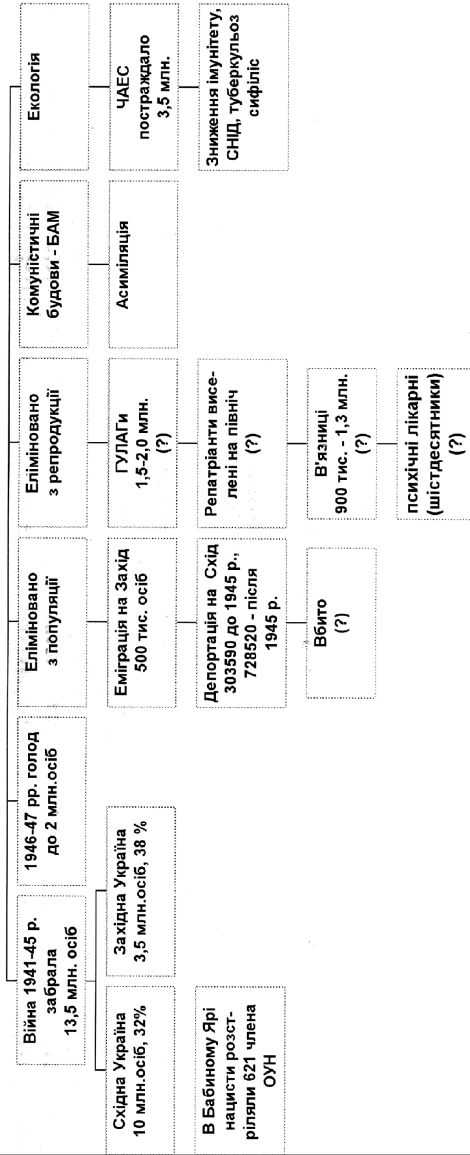 Війна 1941-45 р.
забрала
13,5 млн. осіб
1946-47 рр. голод
до 2 млн.осіб
Еліміновано
з популяції
Еліміновано
з репродукції
Комуністичні
будови - БАМ
Екологія
Східна Україна
10 млн.осіб, 32%
Західна Україна
3,5 млн.осіб, 38 %
Еміграція на Захід
500 тис. осіб
ГУЛАГи
1,5-2,0 млн.
(?)
Асиміляція
ЧАЕС
постраждало
3,5 млн.
В Бабиному Ярі
нацисти розст-
ріляли 621 члена
ОУН
Депортація на Схід
303590 до 1945 р.,
728520 - після
1945 р.
Репатріанти висе-
лені на північ
(?)
Зниження імунітету,
СНІД, туберкульоз
сифіліс
Вбито
(?)
В'язниці
900 тис. - 1,3 млн.
(?)
психічні лікарні
(шістдесятники)
(?)